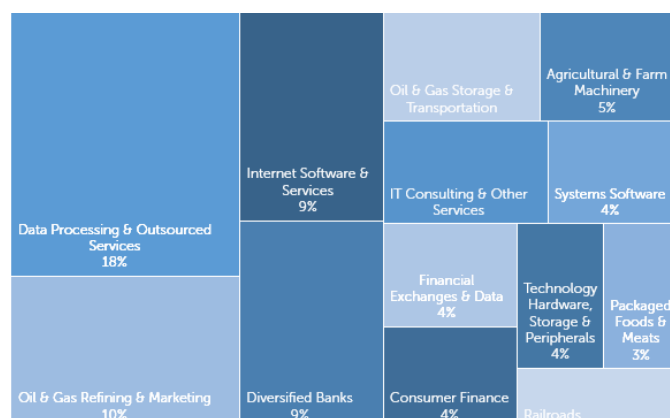 Data Processing & Outsourced
Services
18%
Oil & Gas Refining & Marketing
10%
Internet Software &
Services
9%
Diversified Banks
9%
Oil & Gas Storage &
Transportation
Agricultural & Farm
Machinery
5%
IT Consulting & Other
Services
Systems Software
4%
Financial
Exchanges & Data
4%
Technology
Hardware,
Storage &
Peripherals
4%
Packaged
Foods &
Meats
3%
Consumer Finance
4%
Railroads